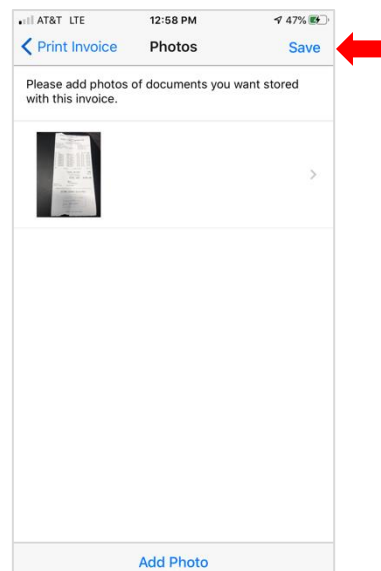 AT&T LTE 12:58 PM 47%
Print Invoice Photos Save
Please add photos of documents you want stored
with this invoice.
Add Photo